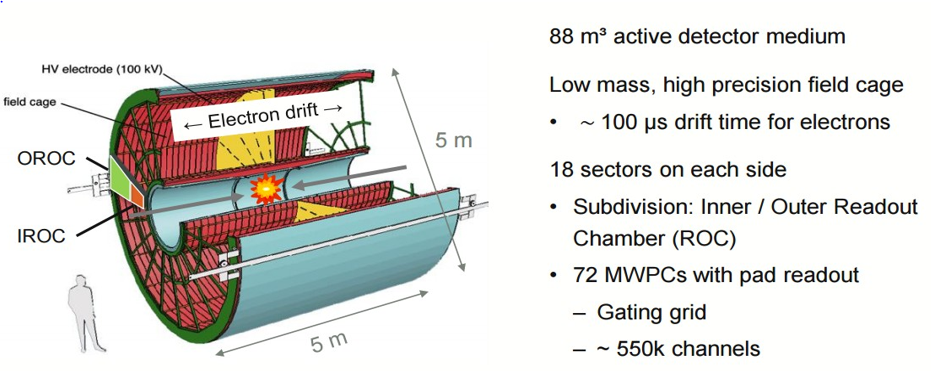 HV electrode (100 kV)
field cage
← Electron drift →
OROC
IROC
5 m
5 m
88 m³ active detector medium
Low mass, high precision field cage
• ~ 100 µs drift time for electrons
18 sectors on each side
• Subdivision: Inner / Outer Readout
Chamber (ROC)
• 72 MWPCs with pad readout
– Gating grid
– ~ 550k channels